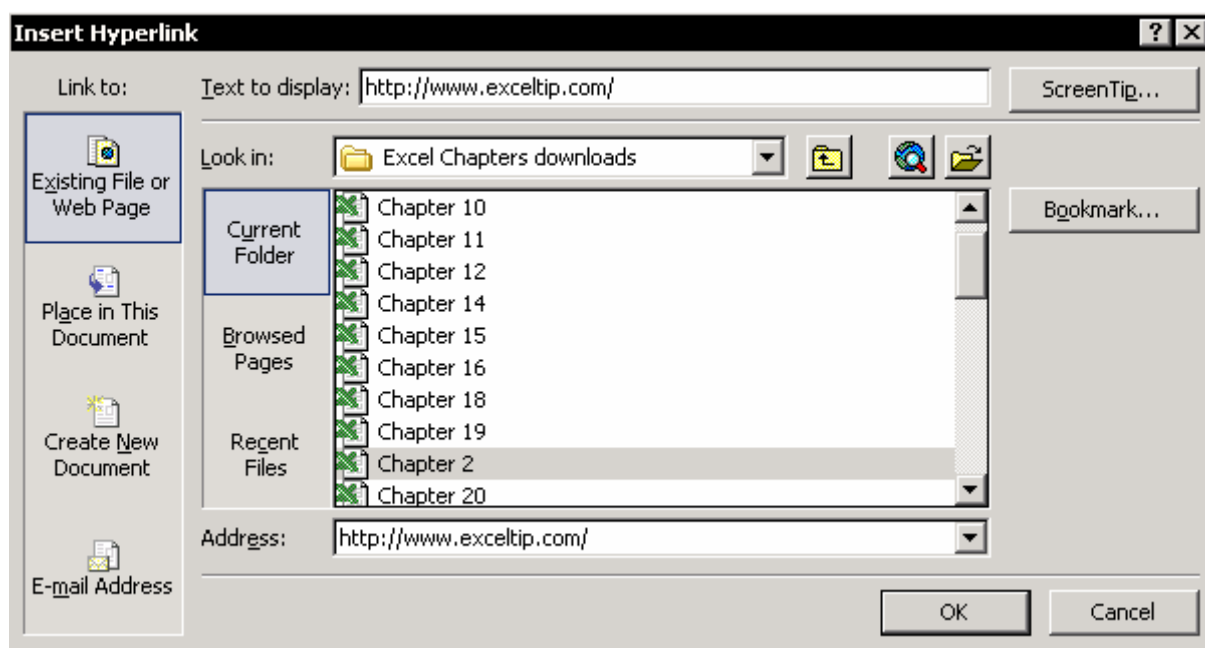 Insert Hyperlink
Link to:
Text to display: http://www.exceltip.com/
ScreenTip...
Existing File or
Web Page
Place in This
Document
Create New
Document
E-mail Address
Look in: Excel Chapters downloads
Current
Folder
Browsed
Pages
Recent
Files
Chapter 10
Chapter 11
Chapter 12
Chapter 14
Chapter 15
Chapter 16
Chapter 18
Chapter 19
Chapter 2
Chapter 20
Bookmark...
Address: http://www.exceltip.com/
OK Cancel